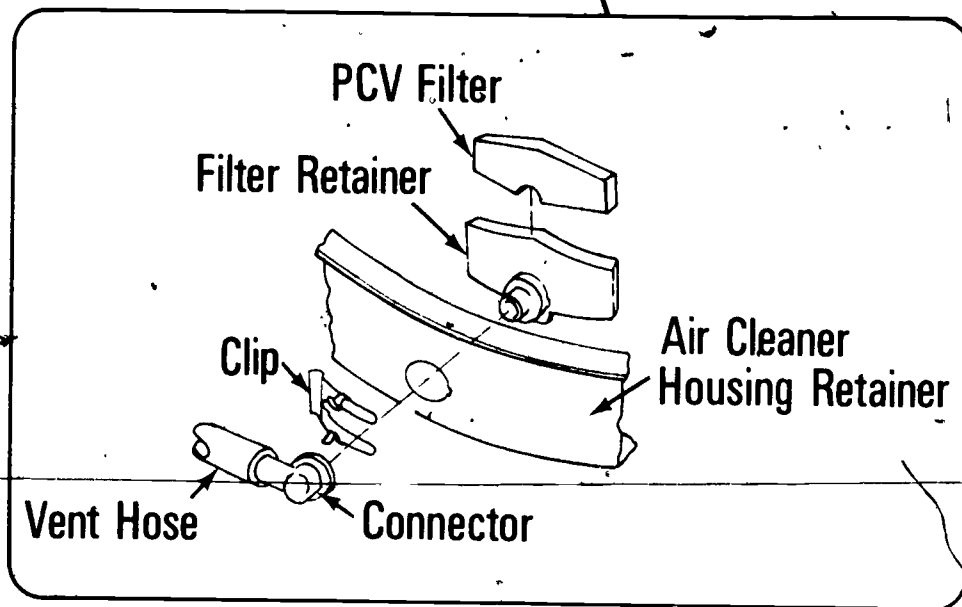 PCV Filter
Filter Retainer
Air Cleaner
Housing Retainer
Clip
Vent Hose
Connector